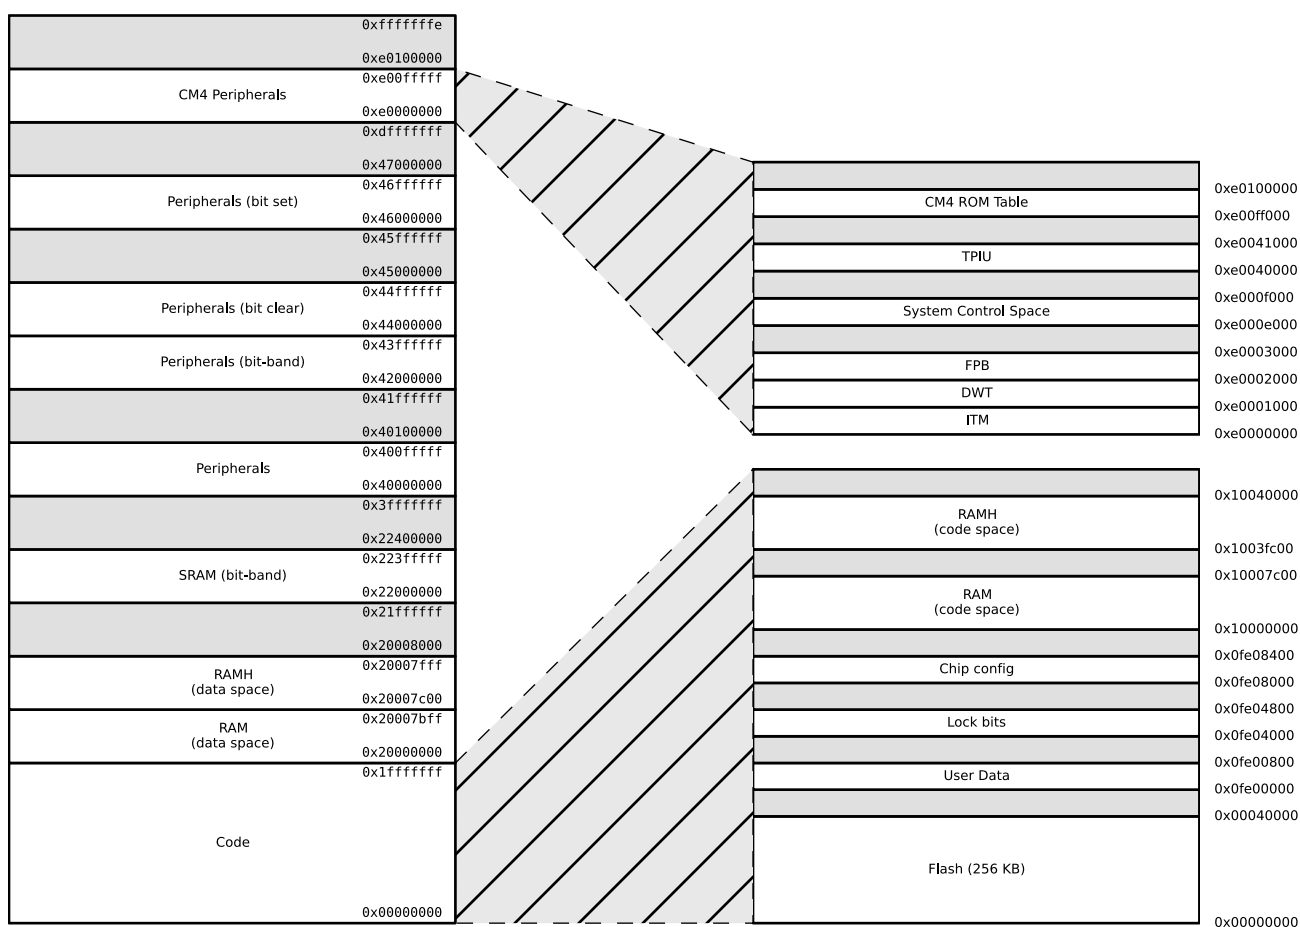 0xfffffffe
0xe0100000
0xe00fffff
CM4 Peripherals
0xe0000000
0xdfffffff
0x47000000
0x46ffffff
Peripherals (bit set)
0x46000000
0x45ffffff
0x45000000
0x44ffffff
Peripherals (bit clear)
0x44000000
0x43ffffff
Peripherals (bit-band)
0x42000000
0x41ffffff
0x40100000
0x400fffff
Peripherals
0x40000000
0x3fffffff
0x22400000
0x223fffff
SRAM (bit-band)
0x22000000
0x21ffffff
0x20008000
0x20007fff
RAMH
(data space)
0x20007c00
0x20007bff
RAM
(data space)
0x20000000
0x1fffffff
Code
0x00000000
0xe0100000
CM4 ROM Table
0xe00ff000
0xe0041000
TPIU
0xe0040000
0xe000f000
System Control Space
0xe000e000
0xe0003000
FPB
0xe0002000
DWT
0xe0001000
ITM
0xe0000000
0x10040000
RAMH
(code space)
0x1003fc00
0x10007c00
RAM
(code space)
0x10000000
0x0fe08400
Chip config
0x0fe08000
0x0fe04800
Lock bits
0x0fe04000
0x0fe00800
User Data
0x0fe00000
0x00040000
Flash (256 KB)
0x00000000